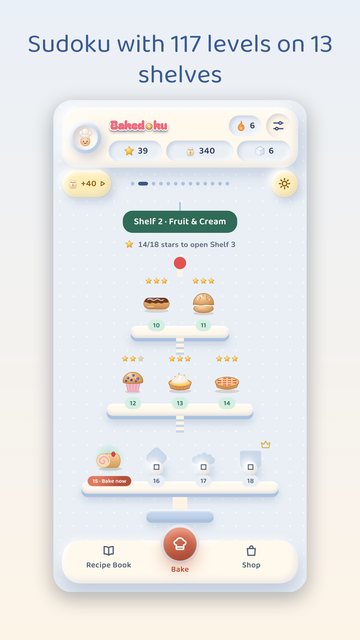 Sudoku with 117 levels on 13
shelves
Bakedoku
6
39
340
6
+40
Shelf 2 · Fruit & Cream
14/18 stars to open Shelf 3
10
11
12
13
14
15 · Bake now
16
17
18
Recipe Book
Bake
Shop